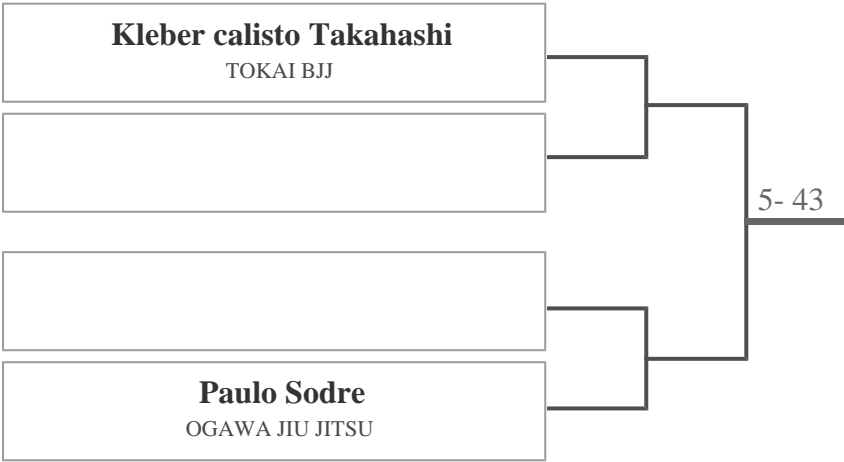 Kleber calisto Takahashi
TOKAI BJJ
5- 43
Paulo Sodre
OGAWA JIU JITSU